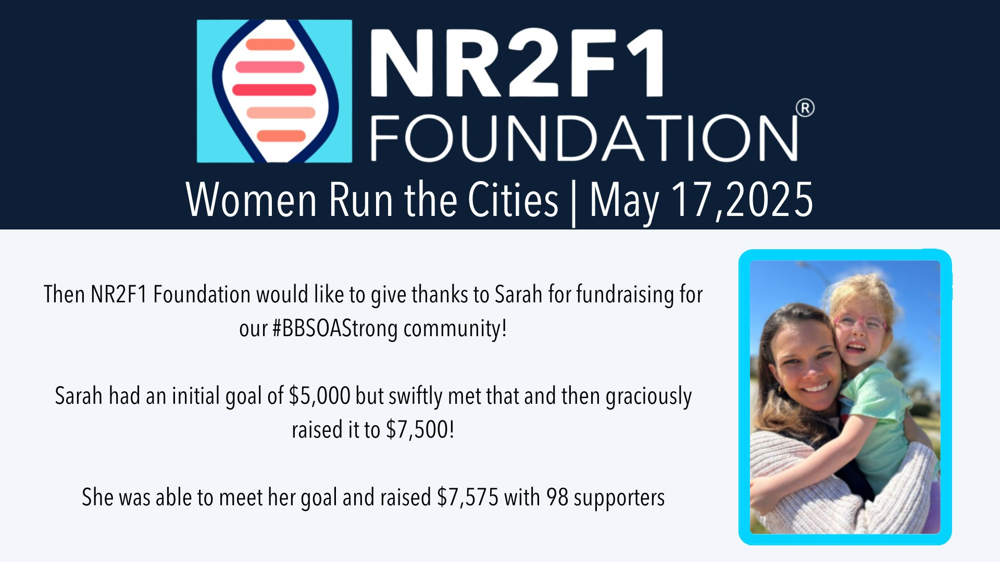 NR2F1
FOUNDATION®
Women Run the Cities | May 17,2025
Then NR2F1 Foundation would like to give thanks to Sarah for fundraising for
our #BBSOAStrong community!
Sarah had an initial goal of $5,000 but swiftly met that and then graciously
raised it to $7,500!
She was able to meet her goal and raised $7,575 with 98 supporters